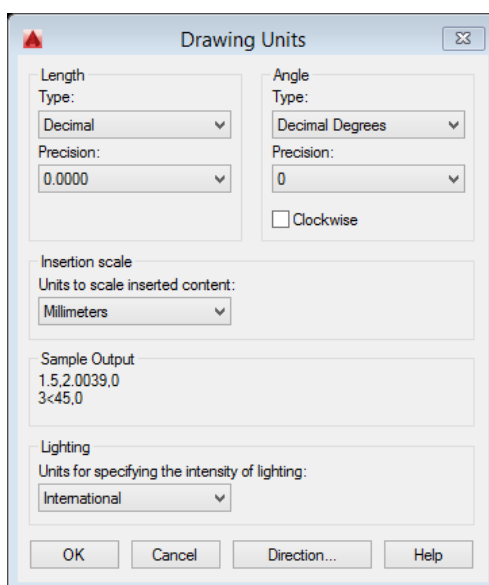 Drawing Units
Length
Type:
Decimal
Precision:
0.0000
Angle
Type:
Decimal Degrees
Precision:
0
Clockwise
Insertion scale
Units to scale inserted content:
Millimeters
Sample Output
1.5,2.0039,0
3<45,0
Lighting
Units for specifying the intensity of lighting:
International
OK Cancel Direction... Help